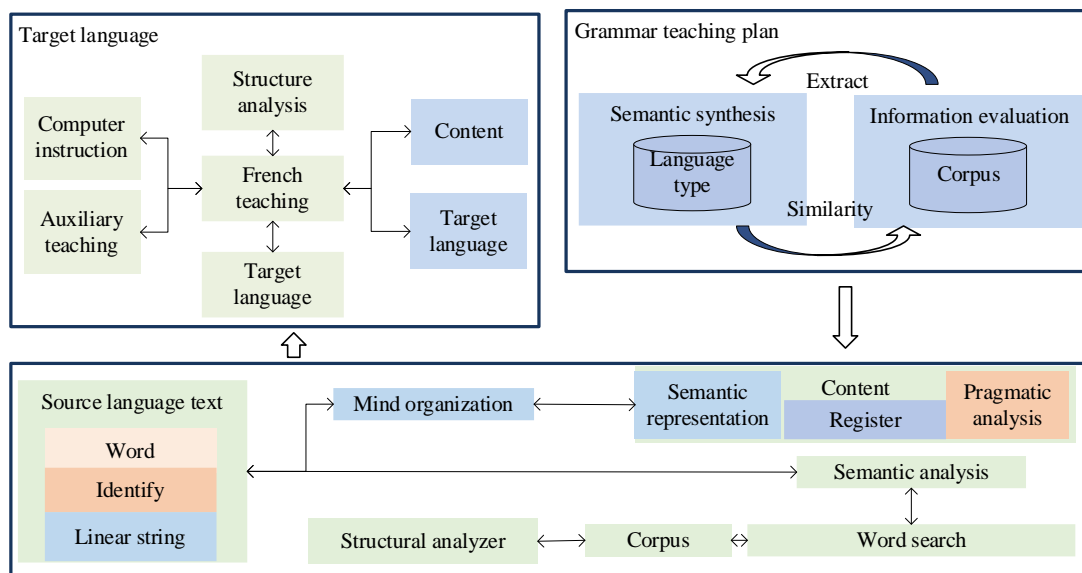 Target language
Structure
analysis
Computer
instruction
Content
French
teaching
Auxiliary
teaching
Target
language
Target
language
Grammar teaching plan
Extract
Semantic synthesis
Information evaluation
Language
type
Corpus
Similarity
Source language text
Word
Identify
Linear string
Mind organization
Semantic
representation
Content
Register
Pragmatic
analysis
Semantic analysis
Structural analyzer
Corpus
Word search